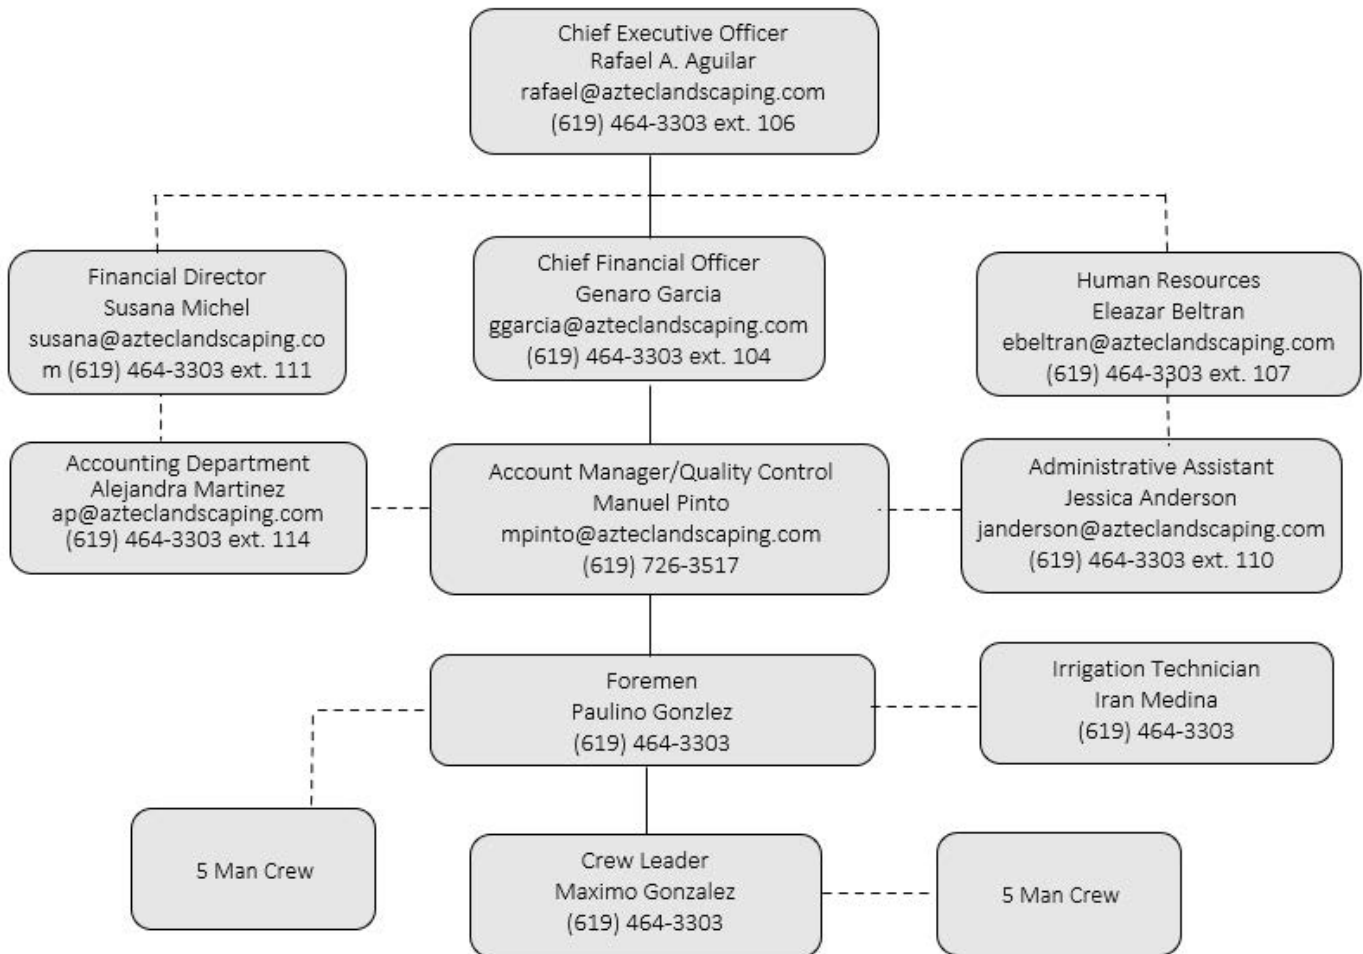 Chief Executive Officer
Rafael A. Aguilar
rafael@azteclandscaping.com
(619) 464-3303 ext. 106
Financial Director
Susana Michel
susana@azteclandscaping.co
m (619) 464-3303 ext. 111
Chief Financial Officer
Genaro Garcia
ggarcia@azteclandscaping.com
(619) 464-3303 ext. 104
Human Resources
Eleazar Beltran
ebeltran@azteclandscaping.com
(619) 464-3303 ext. 107
Accounting Department
Alejandra Martinez
ap@azteclandscaping.com
(619) 464-3303 ext. 114
Account Manager/Quality Control
Manuel Pinto
mpinto@azteclandscaping.com
(619) 726-3517
Administrative Assistant
Jessica Anderson
janderson@azteclandscaping.com
(619) 464-3303 ext. 110
Foremen
Paulino Gonzlez
(619) 464-3303
Irrigation Technician
Iran Medina
(619) 464-3303
5 Man Crew
Crew Leader
Maximo Gonzalez
(619) 464-3303
5 Man Crew